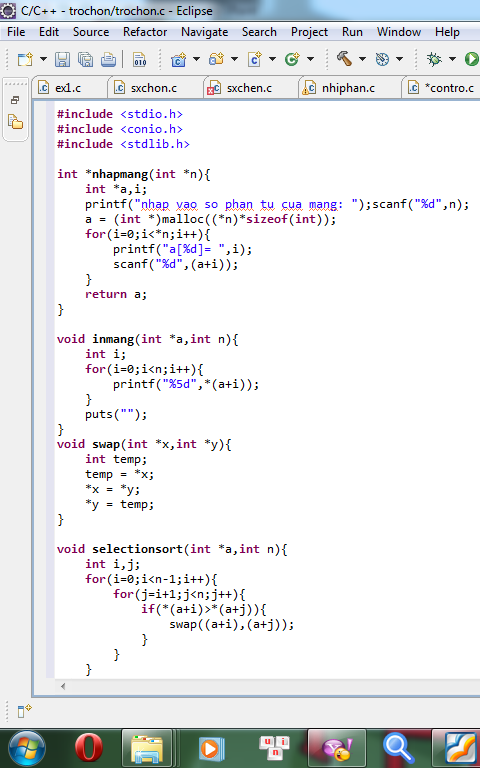 C/C++ - trochon/trochon.c - Eclipse
File Edit Source Refactor Navigate Search Project Run Window Help
010
ex1.c sxchon.c sxchen.c nhiphan.c *contro.c
#include <stdio.h>
#include <conio.h>
#include <stdlib.h>
int *nhapmang(int *n){
int *a,i;
printf("nhap vao so phan tu cua mang: ");scanf("%d",n);
a = (int *)malloc((*n)*sizeof(int));
for(i=0;i<*n;i++){
printf("a[%d]= ",i);
scanf("%d",(a+i));
}
return a;
}
void inmang(int *a,int n){
int i;
for(i=0;i<n;i++){
printf("%5d",*(a+i));
}
puts("");
}
void swap(int *x,int *y){
int temp;
temp = *x;
*x = *y;
*y = temp;
}
void selectionsort(int *a,int n){
int i,j;
for(i=0;i<n-1;i++){
for(j=i+1;j<n;j++){
if(*(a+i)>*(a+j)){
swap((a+i),(a+j));
}
}
}
u n i